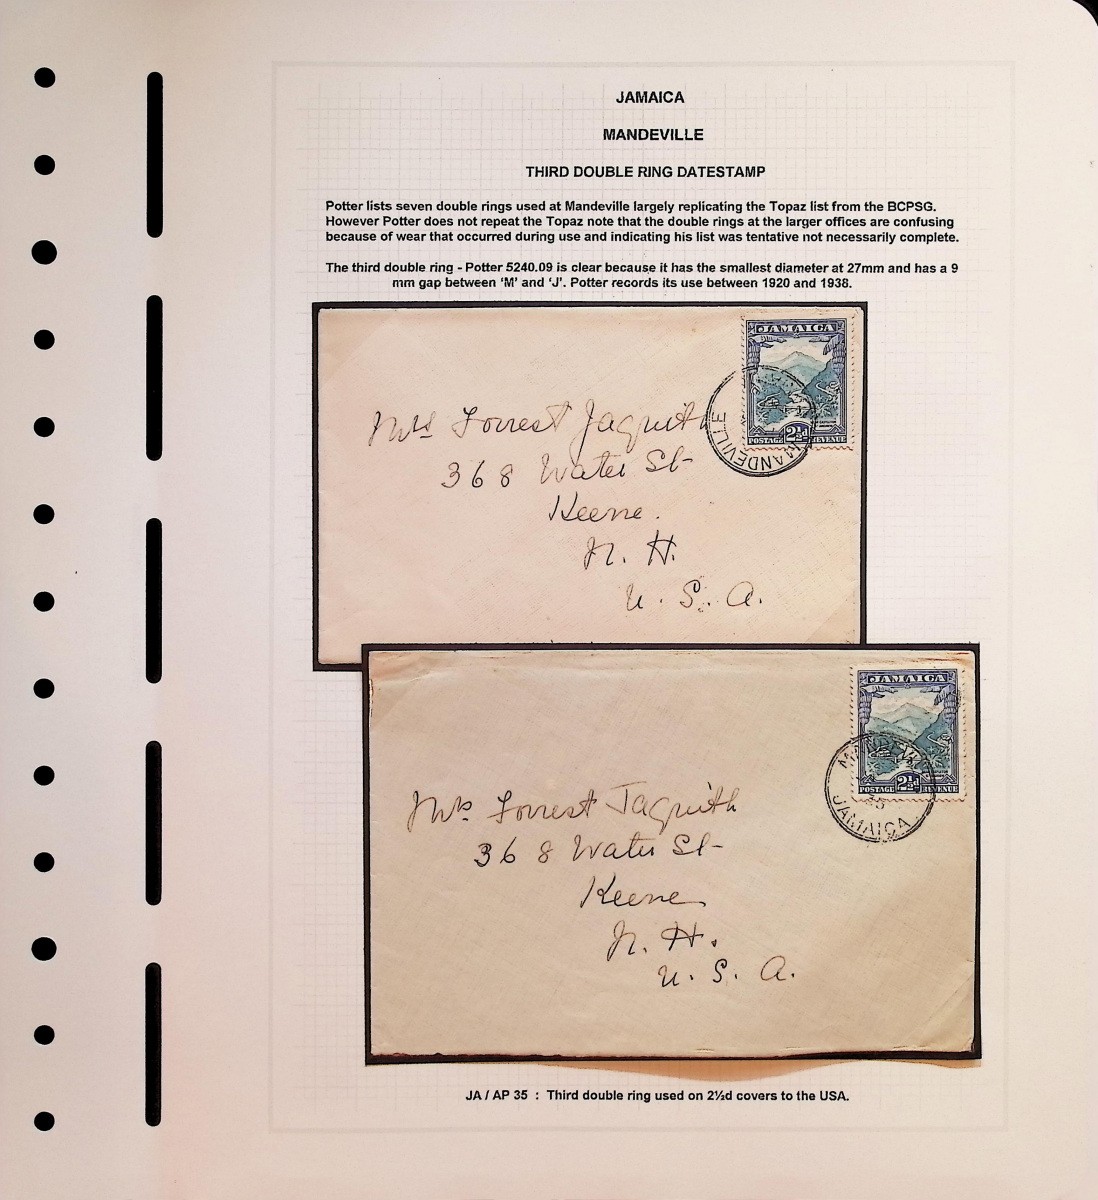 JAMAICA
MANDEVILLE
THIRD DOUBLE RING DATESTAMP
Potter lists seven double rings used at Mandeville largely replicating the Topaz list from the BCPSG.
However Potter does not repeat the Topaz note that the double rings at the larger offices are confusing
because of wear that occurred during use and indicating his list was tentative not necessarily complete.
The third double ring - Potter 5240.09 is clear because it has the smallest diameter at 27mm and has a 9
mm gap between 'M' and 'J'. Potter records its use between 1920 and 1938.
JAMAICA
POSTAGE 2½d REVENUE
MANDEVILLE
Mrs Forrest Jaquith
368 Water St-
Keene.
N. H.
U. S. A.
JAMAICA
POSTAGE 2½d REVENUE
JAMAICA
Mrs Forrest Jaquith
368 Water St-
Keene
N. H.
U. S. A.
JA / AP 35 : Third double ring used on 2½d covers to the USA.